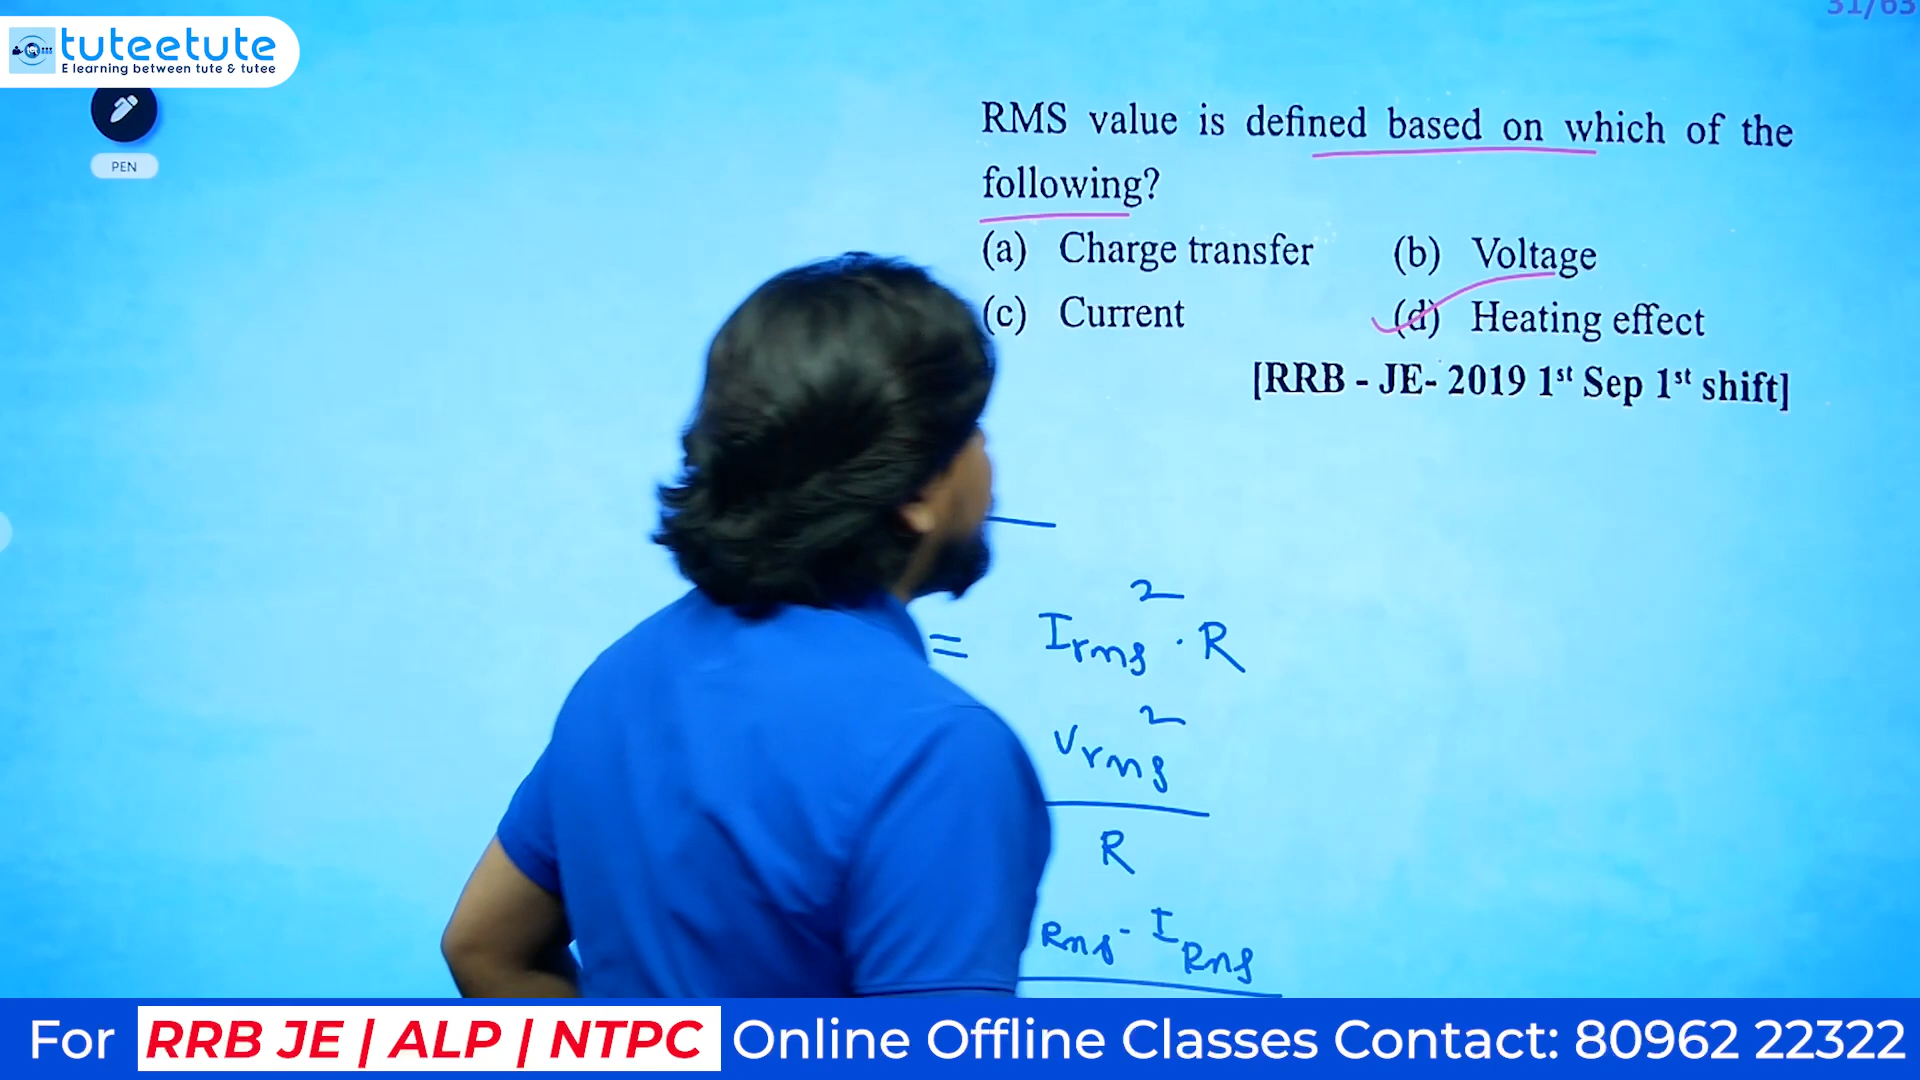 31/63
tuteetute
E learning between tute & tutee
PEN
RMS value is defined based on which of the
following?
(a) Charge transfer (b) Voltage
(c) Current (d) Heating effect
[RRB - JE- 2019 1st Sep 1st shift]
= Irms² · R
Vrms²
R
Rms - IRms
For RRB JE | ALP | NTPC Online Offline Classes Contact: 80962 22322